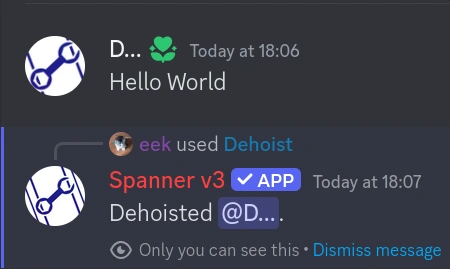 D... Today at 18:06
Hello World
eek used Dehoist
Spanner v3 APP Today at 18:07
Dehoisted @D... .
Only you can see this • Dismiss message